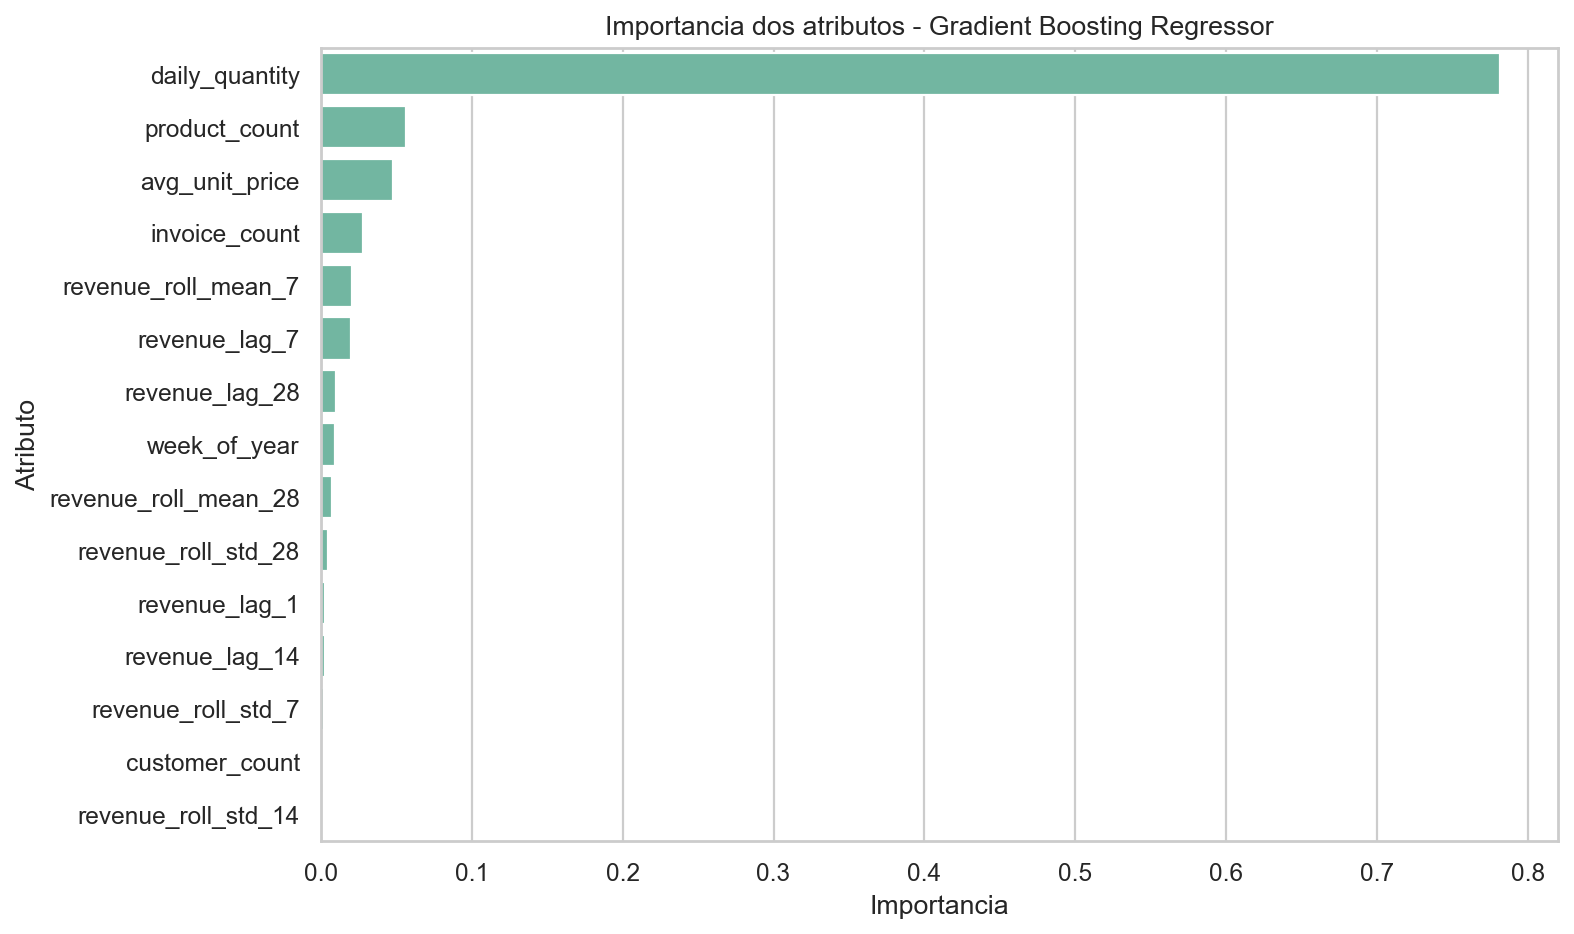 Importancia dos atributos - Gradient Boosting Regressor
Atributo
daily_quantity
product_count
avg_unit_price
invoice_count
revenue_roll_mean_7
revenue_lag_7
revenue_lag_28
week_of_year
revenue_roll_mean_28
revenue_roll_std_28
revenue_lag_1
revenue_lag_14
revenue_roll_std_7
customer_count
revenue_roll_std_14
0.0 0.1 0.2 0.3 0.4 0.5 0.6 0.7 0.8
Importancia